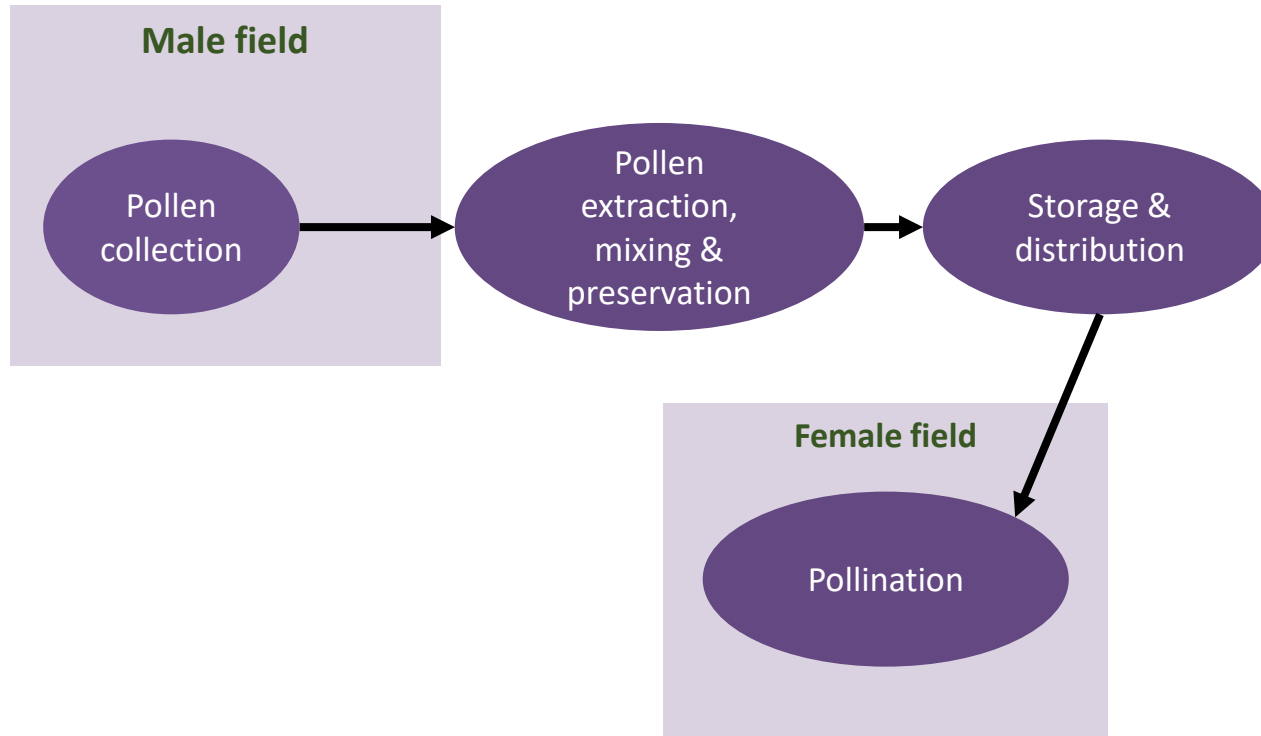 Male field
Pollen
collection
Pollen
extraction,
mixing &
preservation
Storage &
distribution
Female field
Pollination